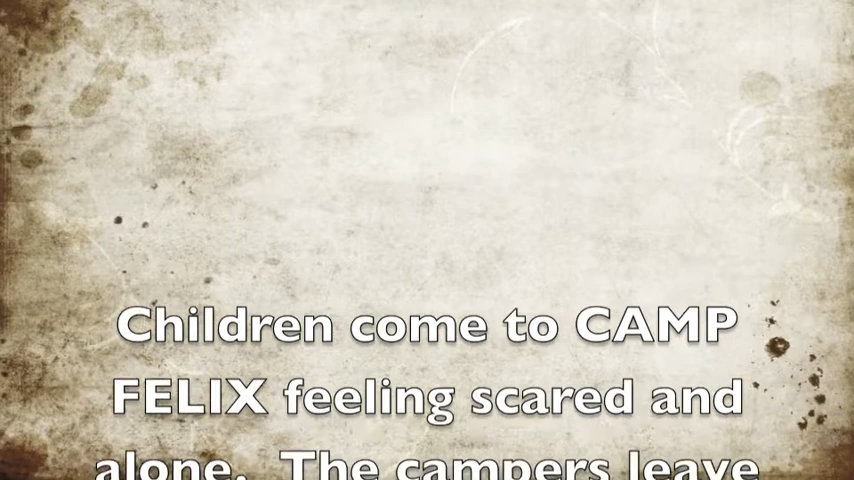 Children come to CAMP
FELIX feeling scared and
alone. The campers leave